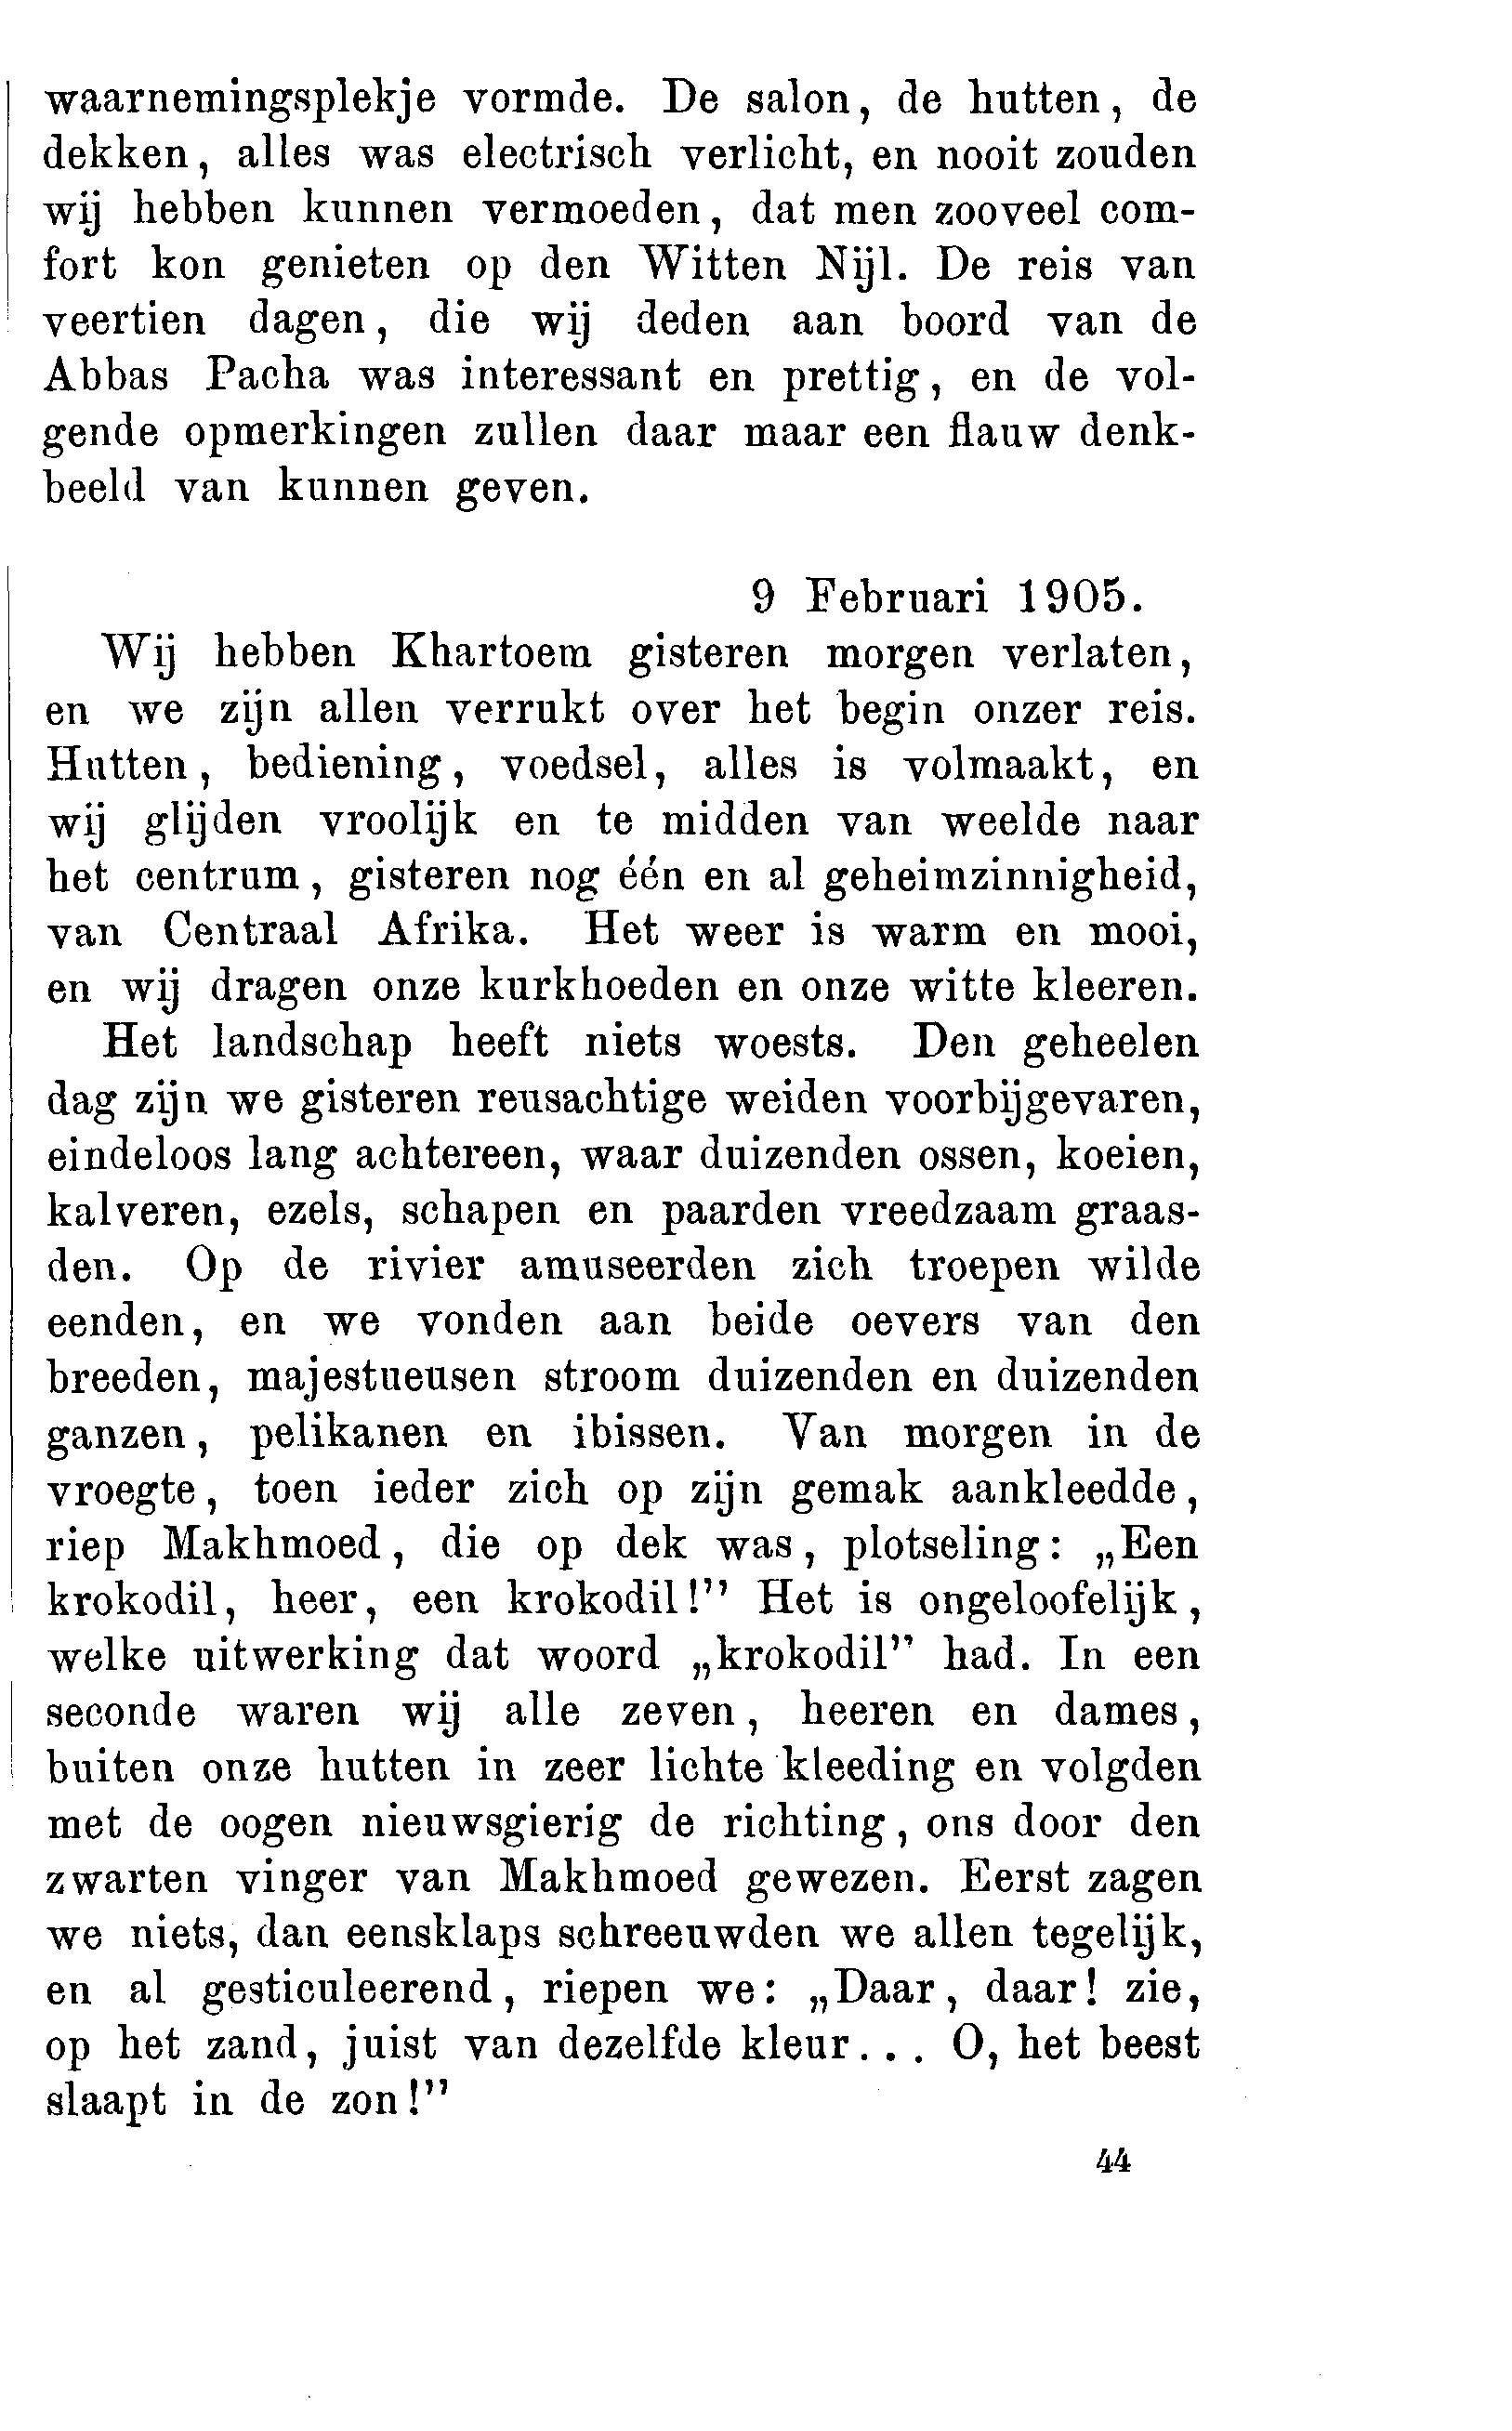 waarnemingsplekje vormde. De salon, de hutten, de
dekken, alles was electrisch verlicht, en nooit zouden
wij hebben kunnen vermoeden, dat men zooveel com-
fort kon genieten op den Witten Nijl. De reis van
veertien dagen, die wij deden aan boord van de
Abbas Pacha was interessant en prettig, en de vol-
gende opmerkingen zullen daar maar een flauw denk-
beeld van kunnen geven.
9 Februari 1905.
Wij hebben Khartoem gisteren morgen verlaten,
en we zijn allen verrukt over het begin onzer reis.
Hutten, bediening, voedsel, alles is volmaakt, en
wij glijden vroolijk en te midden van weelde naar
het centrum, gisteren nog één en al geheimzinnigheid,
van Centraal Afrika. Het weer is warm en mooi,
en wij dragen onze kurkhoeden en onze witte kleeren.
Het landschap heeft niets woests. Den geheelen
dag zijn we gisteren reusachtige weiden voorbijgevaren,
eindeloos lang achtereen, waar duizenden ossen, koeien,
kalveren, ezels, schapen en paarden vreedzaam graas-
den. Op de rivier amuseerden zich troepen wilde
eenden, en we vonden aan beide oevers van den
breeden, majestueusen stroom duizenden en duizenden
ganzen, pelikanen en ibissen. Van morgen in de
vroegte, toen ieder zich op zijn gemak aankleedde,
riep Makhmoed, die op dek was, plotseling: „Een
krokodil, heer, een krokodil!” Het is ongeloofelijk,
welke uitwerking dat woord „krokodil” had. In een
seconde waren wij alle zeven, heeren en dames,
buiten onze hutten in zeer lichte kleeding en volgden
met de oogen nieuwsgierig de richting, ons door den
zwarten vinger van Makhmoed gewezen. Eerst zagen
we niets, dan eensklaps schreeuwden we allen tegelijk,
en al gesticuleerend, riepen we: „Daar, daar! zie,
op het zand, juist van dezelfde kleur... O, het beest
slaapt in de zon!”
44